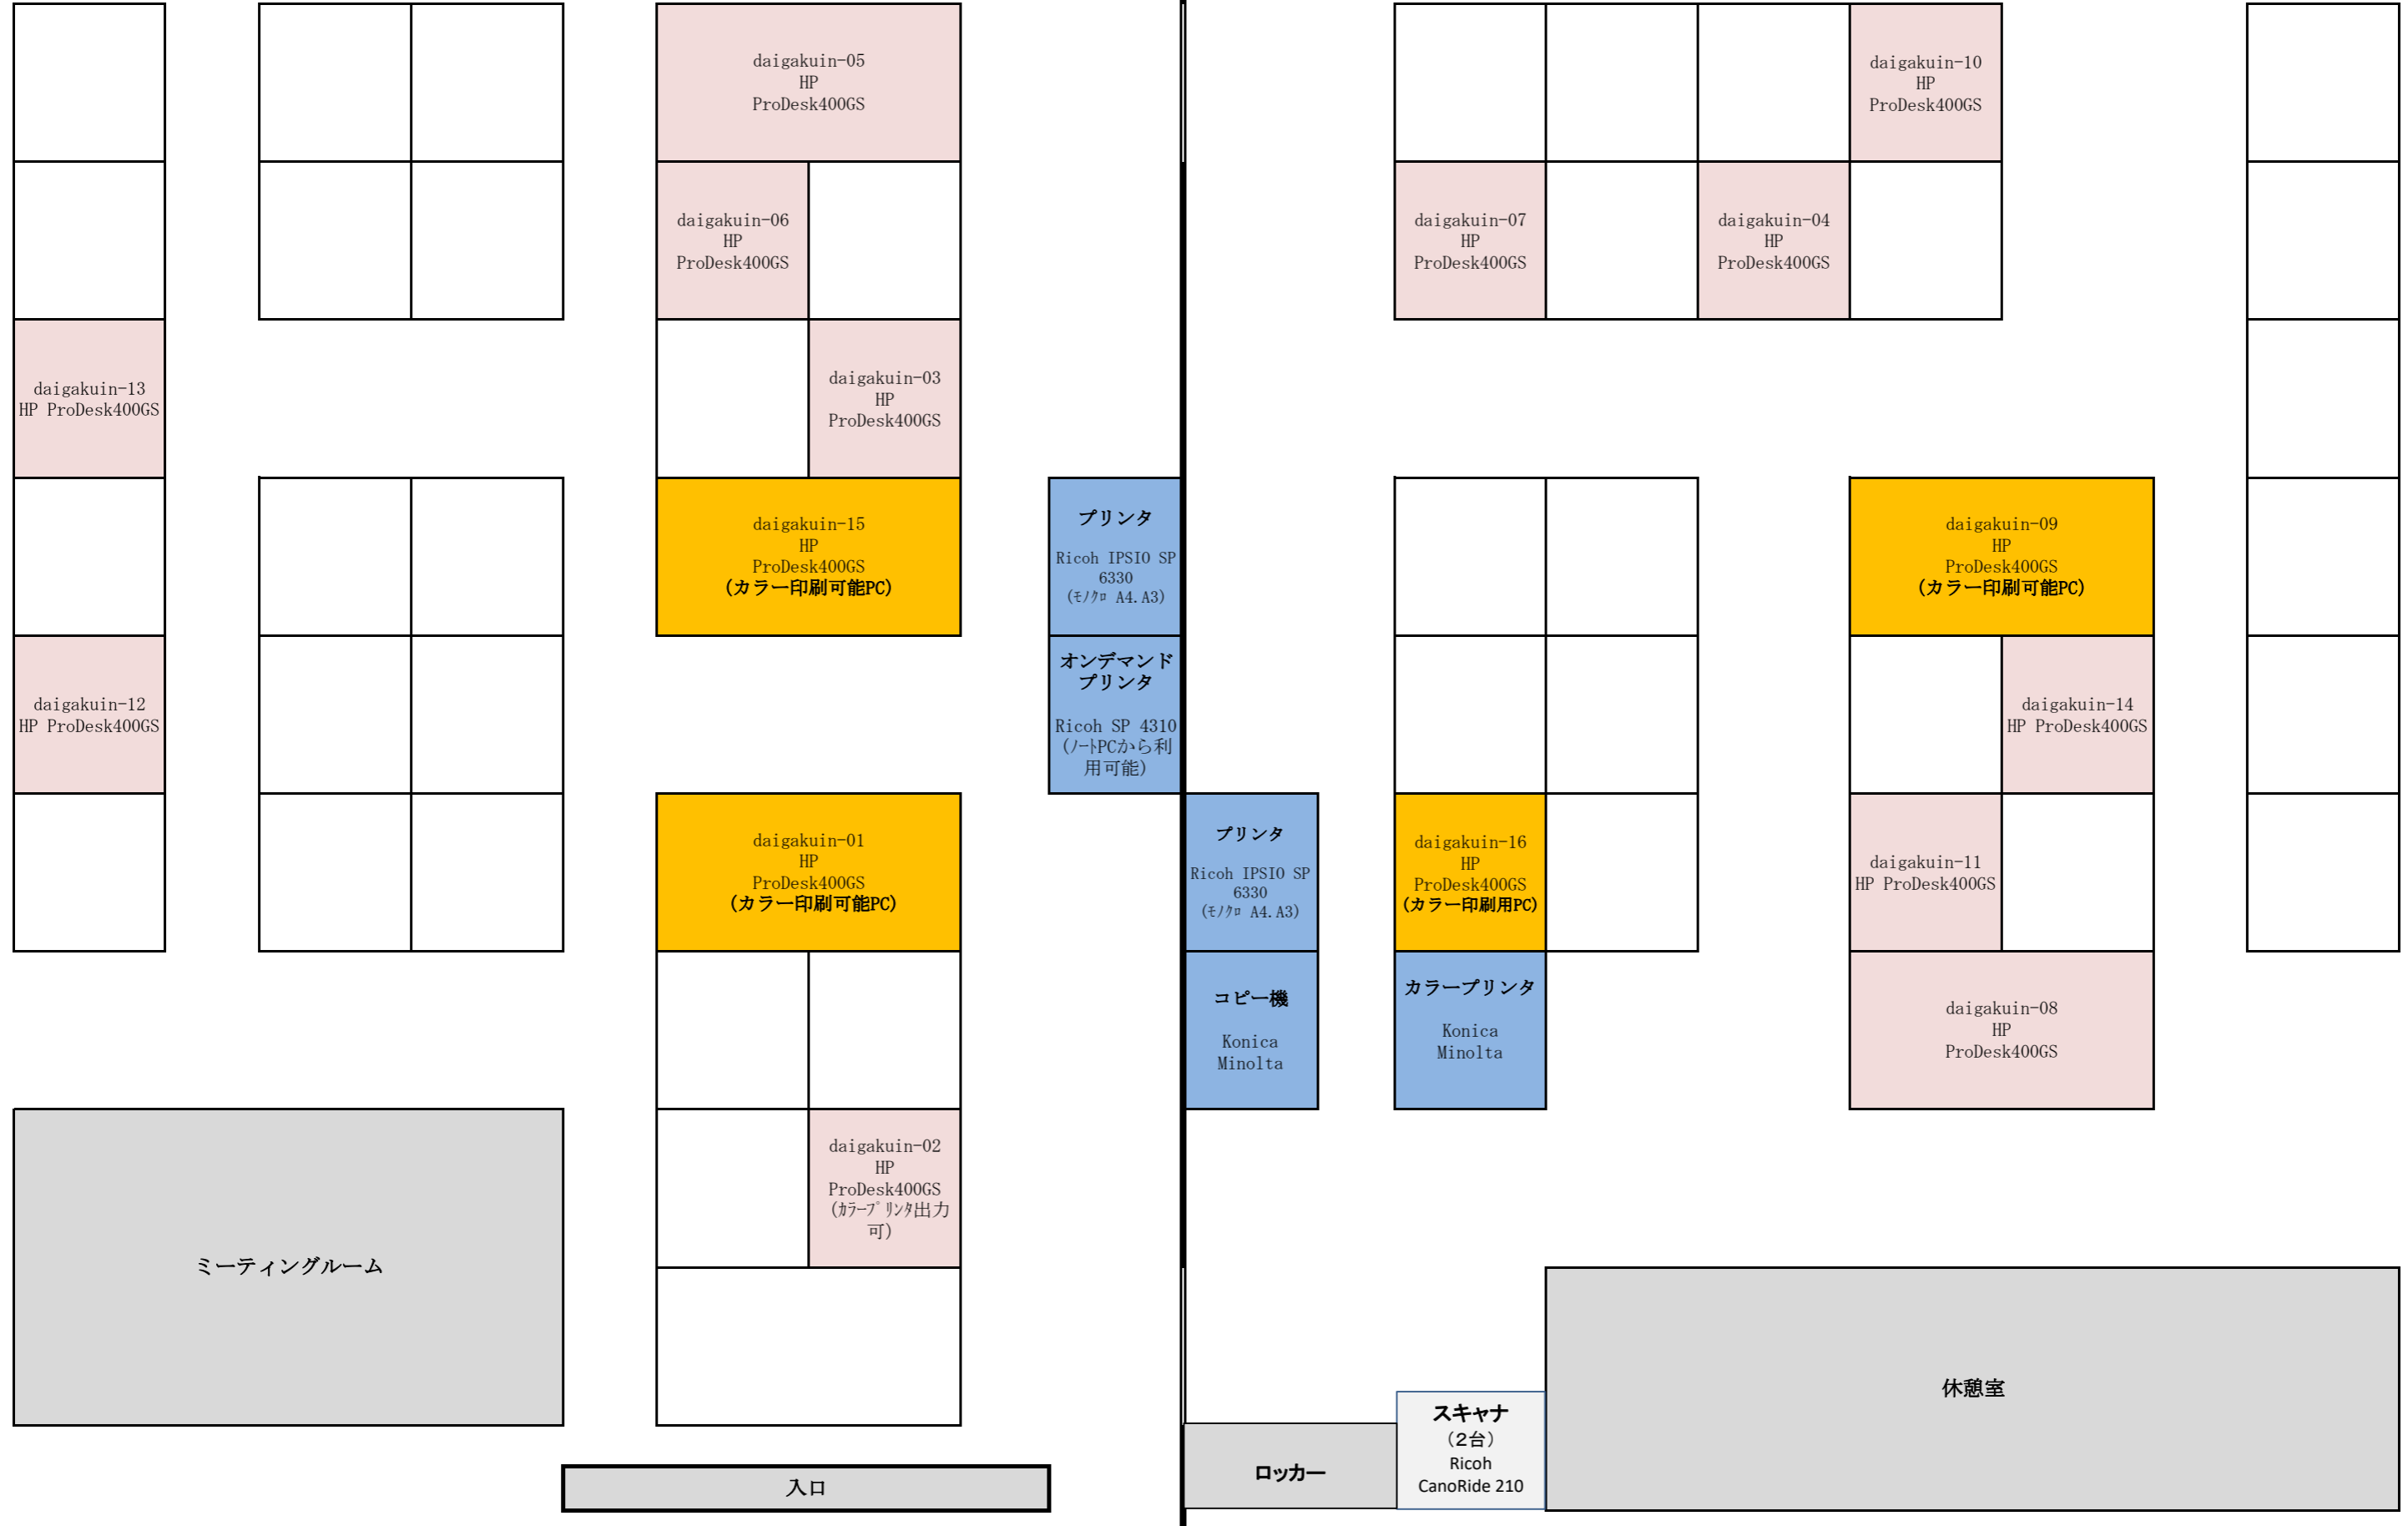 daigakuin-05
HP
ProDesk400GS
daigakuin-10
HP
ProDesk400GS
daigakuin-06
HP
ProDesk400GS
daigakuin-07
HP
ProDesk400GS
daigakuin-04
HP
ProDesk400GS
daigakuin-13
HP ProDesk400GS
daigakuin-03
HP
ProDesk400GS
daigakuin-15
HP
ProDesk400GS
(カラー印刷可能PC)
プリンタ
Ricoh IPSIO SP
6330
(ﾓﾉｸﾛ A4.A3)
daigakuin-09
HP
ProDesk400GS
(カラー印刷可能PC)
daigakuin-12
HP ProDesk400GS
オンデマンド
プリンタ
Ricoh SP 4310
(ﾉｰﾄPCから利
用可能)
daigakuin-14
HP ProDesk400GS
daigakuin-01
HP
ProDesk400GS
(カラー印刷可能PC)
プリンタ
Ricoh IPSIO SP
6330
(ﾓﾉｸﾛ A4.A3)
daigakuin-16
HP
ProDesk400GS
(カラー印刷用PC)
daigakuin-11
HP ProDesk400GS
コピー機
Konica
Minolta
カラープリンタ
Konica
Minolta
daigakuin-08
HP
ProDesk400GS
daigakuin-02
HP
ProDesk400GS
(ｶﾗｰﾌﾟﾘﾝﾀ出力
可)
ミーティングルーム
休憩室
スキャナ
（２台）
Ricoh
CanoRide 210
ロッカー
入口